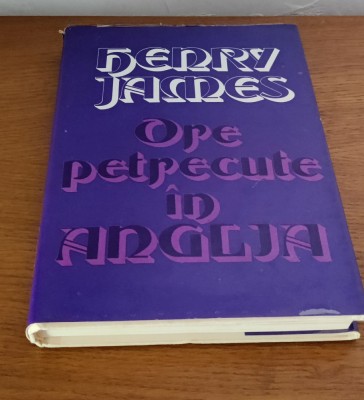 HENRY
JAMES
Ore
petrecute
în
ANGLIA